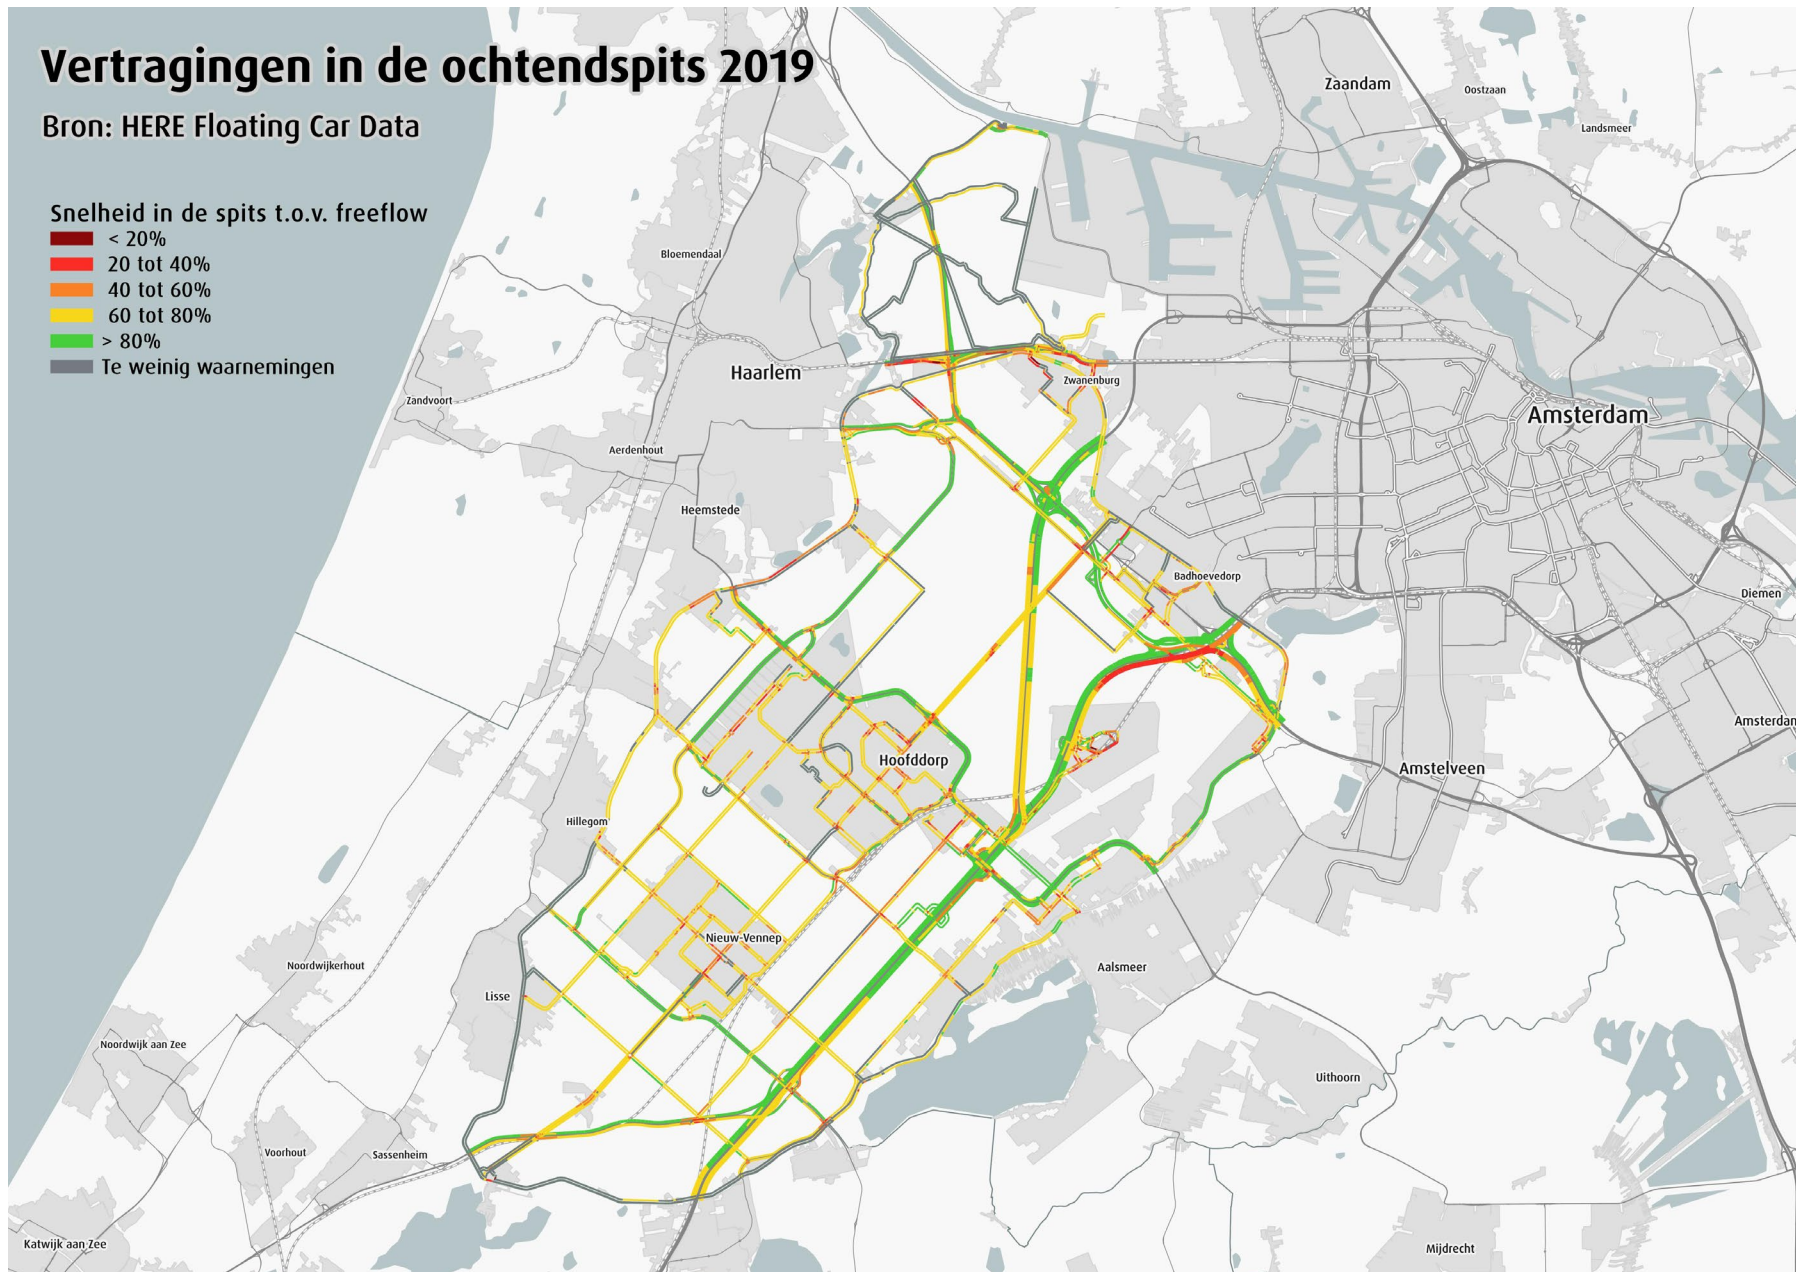 Vertragingen in de ochtendspits 2019
Bron: HERE Floating Car Data
Snelheid in de spits t.o.v. freeflow
< 20%
20 tot 40%
40 tot 60%
60 tot 80%
> 80%
Te weinig waarnemingen
Zaandam
Oostzaan
Landsmeer
Bloemendaal
Haarlem
Zwanenburg
Zandvoort
Amsterdam
Aerdenhout
Heemstede
Badhoevedorp
Diemen
Amsterdam
Hoofddorp
Amstelveen
Hillegom
Nieuw-Vennep
Noordwijkerhout
Aalsmeer
Lisse
Noordwijk aan Zee
Uithoorn
Voorhout
Sassenheim
Katwijk aan Zee
Mijdrecht